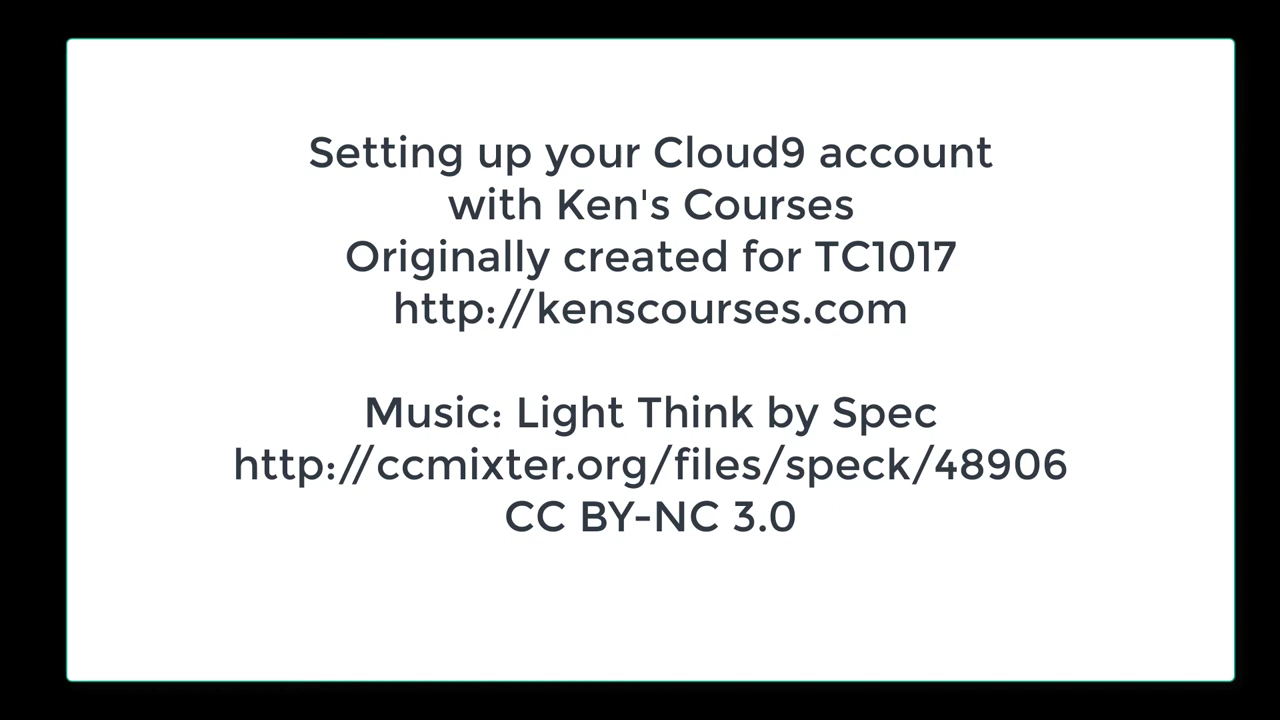 Setting up your Cloud9 account
with Ken's Courses
Originally created for TC1017
http://kenscourses.com
Music: Light Think by Spec
http://ccmixter.org/files/speck/48906
CC BY-NC 3.0